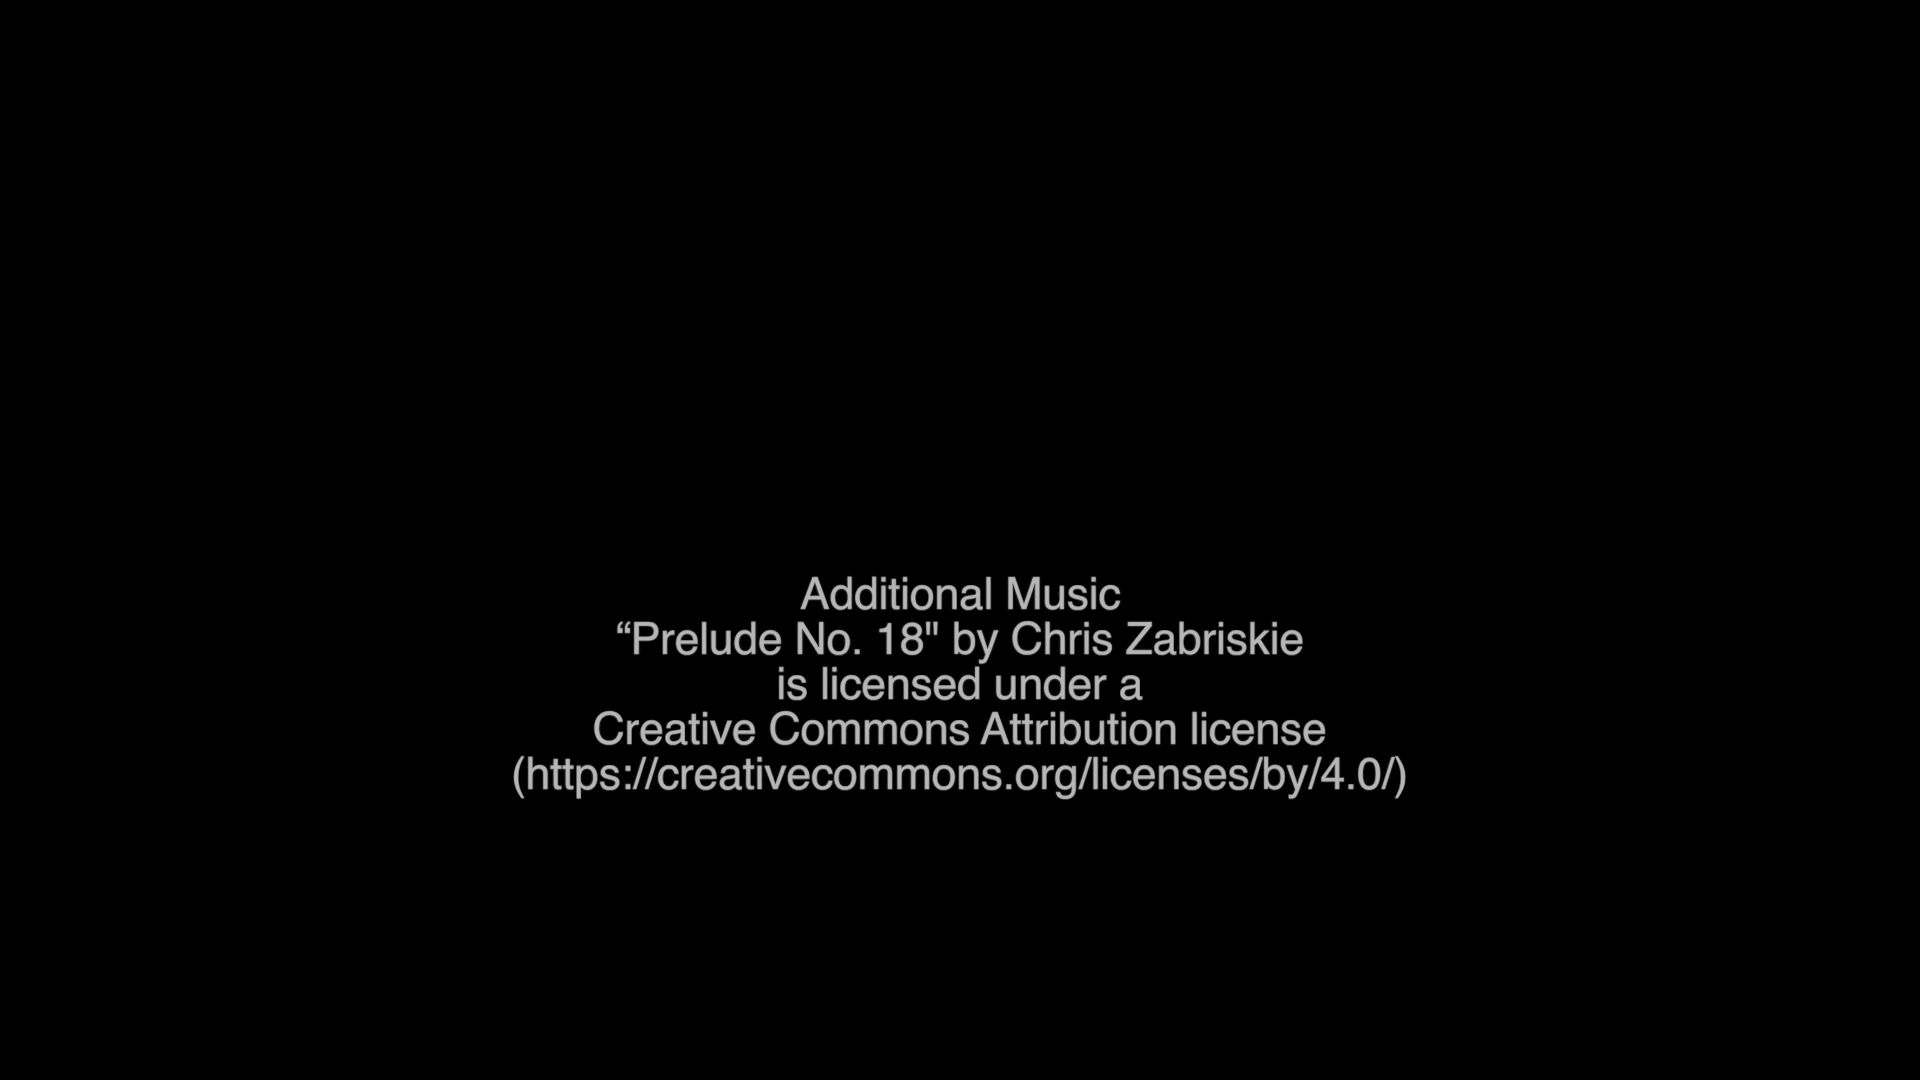 Additional Music
“Prelude No. 18" by Chris Zabriskie
is licensed under a
Creative Commons Attribution license
(https://creativecommons.org/licenses/by/4.0/)